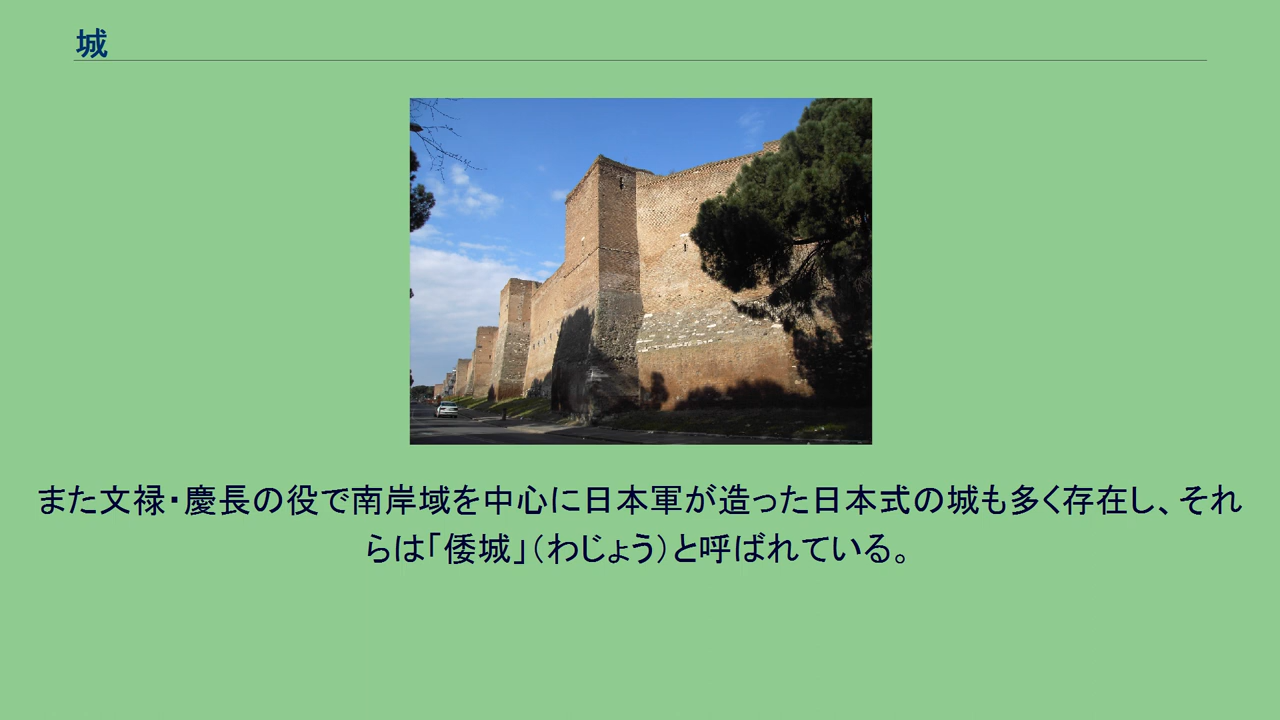 城
また文禄・慶長の役で南岸域を中心に日本軍が造った日本式の城も多く存在し、それ
らは「倭城」（わじょう）と呼ばれている。